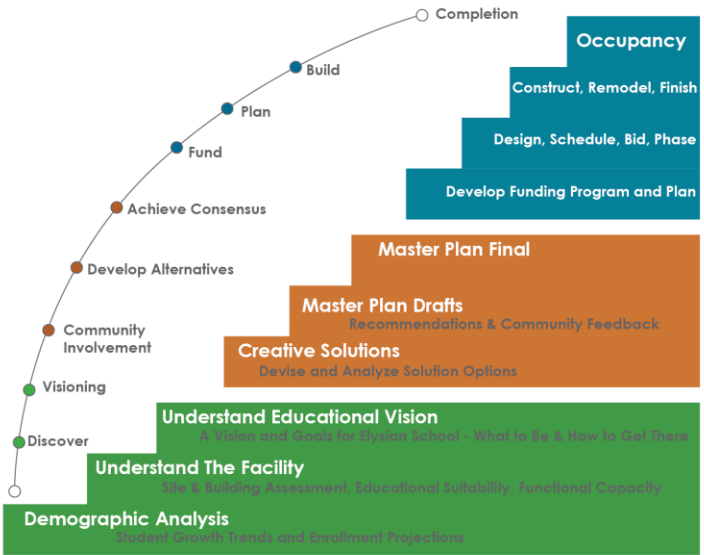 Completion
Build
Plan
Fund
Achieve Consensus
Develop Alternatives
Community
Involvement
Visioning
Discover
Occupancy
Construct, Remodel, Finish
Design, Schedule, Bid, Phase
Develop Funding Program and Plan
Master Plan Final
Master Plan Drafts
Recommendations & Community Feedback
Creative Solutions
Devise and Analyze Solution Options
Understand Educational Vision
A Vision and Goals for Elysian School - What to Be & How to Get There
Understand The Facility
Site & Building Assessment, Educational Suitability, Functional Capacity
Demographic Analysis
Student Growth Trends and Enrollment Projections